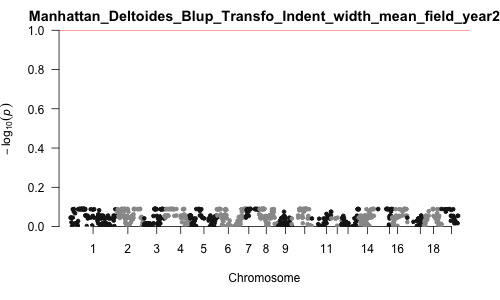 Manhattan_Deltoides_Blup_Transfo_Indent_width_mean_field_year2
− log10(p)
1.0
0.8
0.6
0.4
0.2
0.0
1 2 3 4 5 6 7 8 9 11 14 16 18
Chromosome